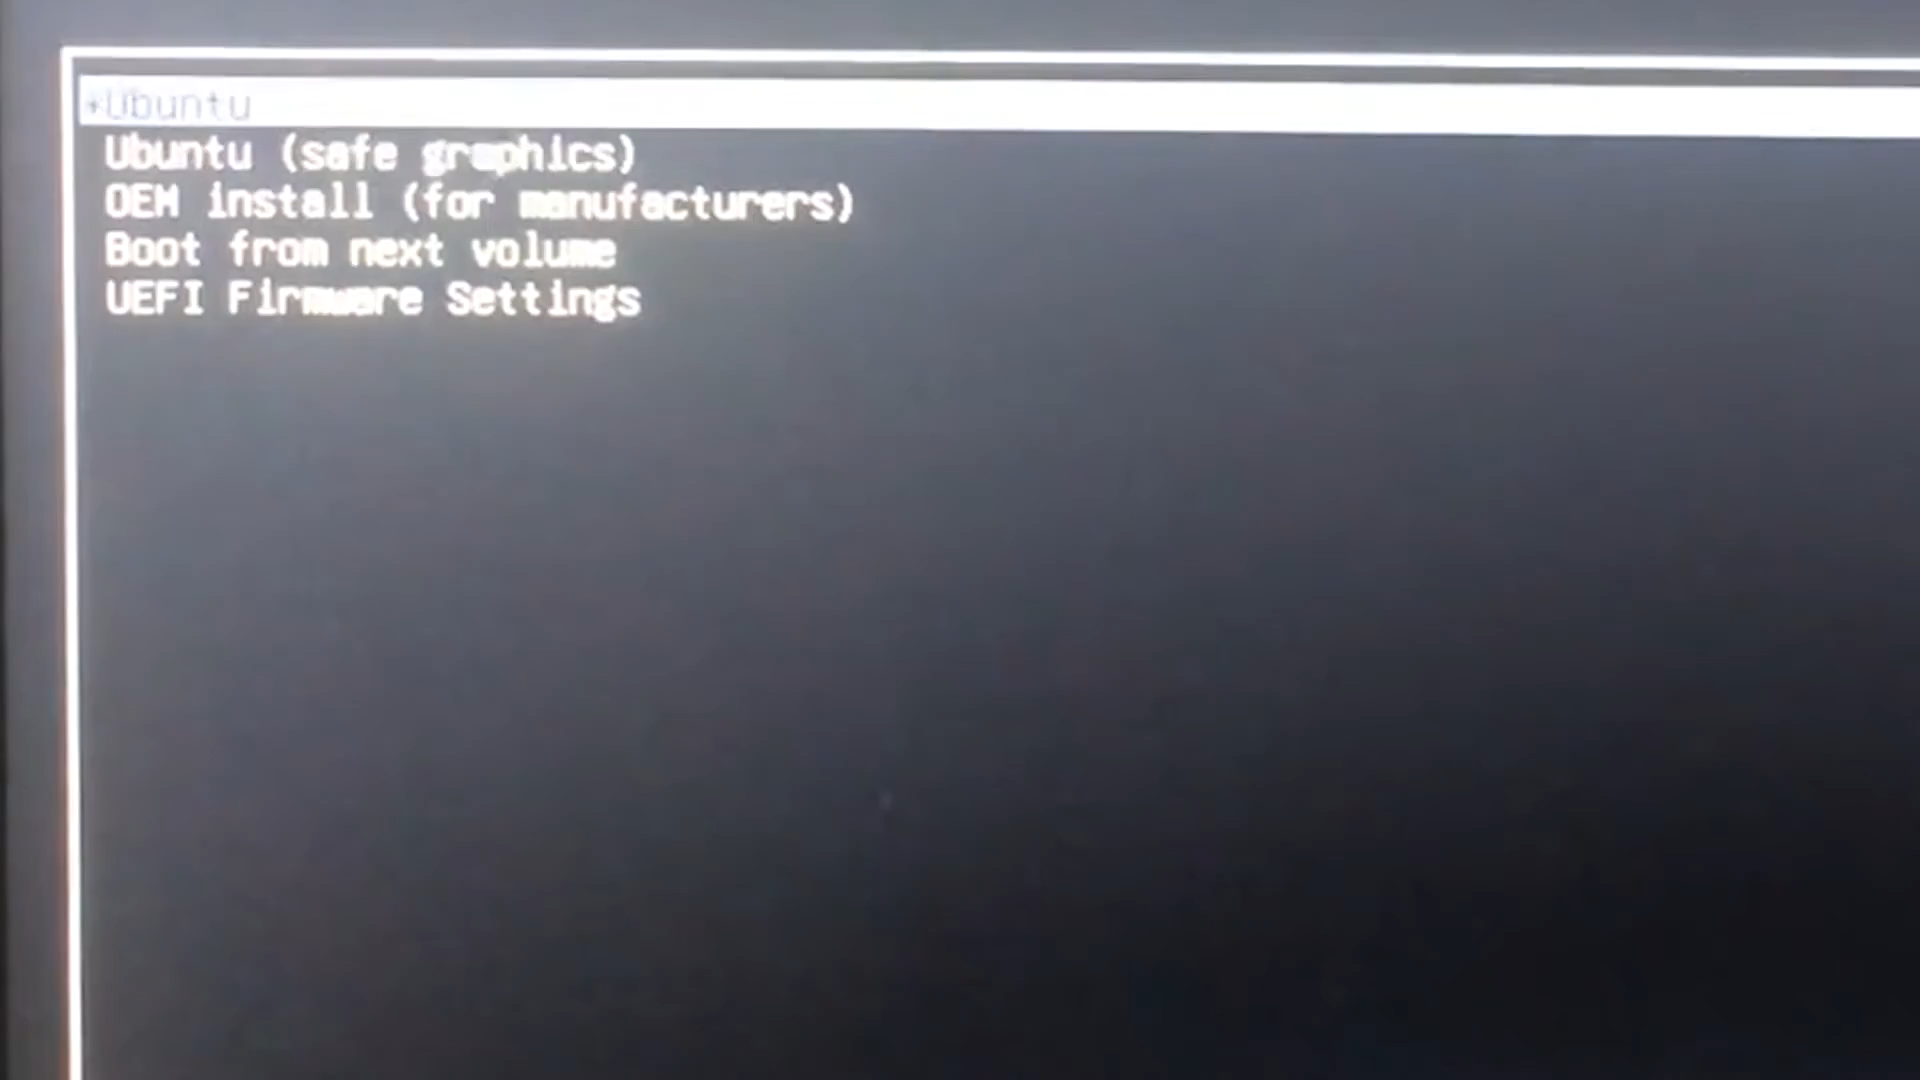 *Ubuntu
Ubuntu (safe graphics)
OEM install (for manufacturers)
Boot from next volume
UEFI Firmware Settings